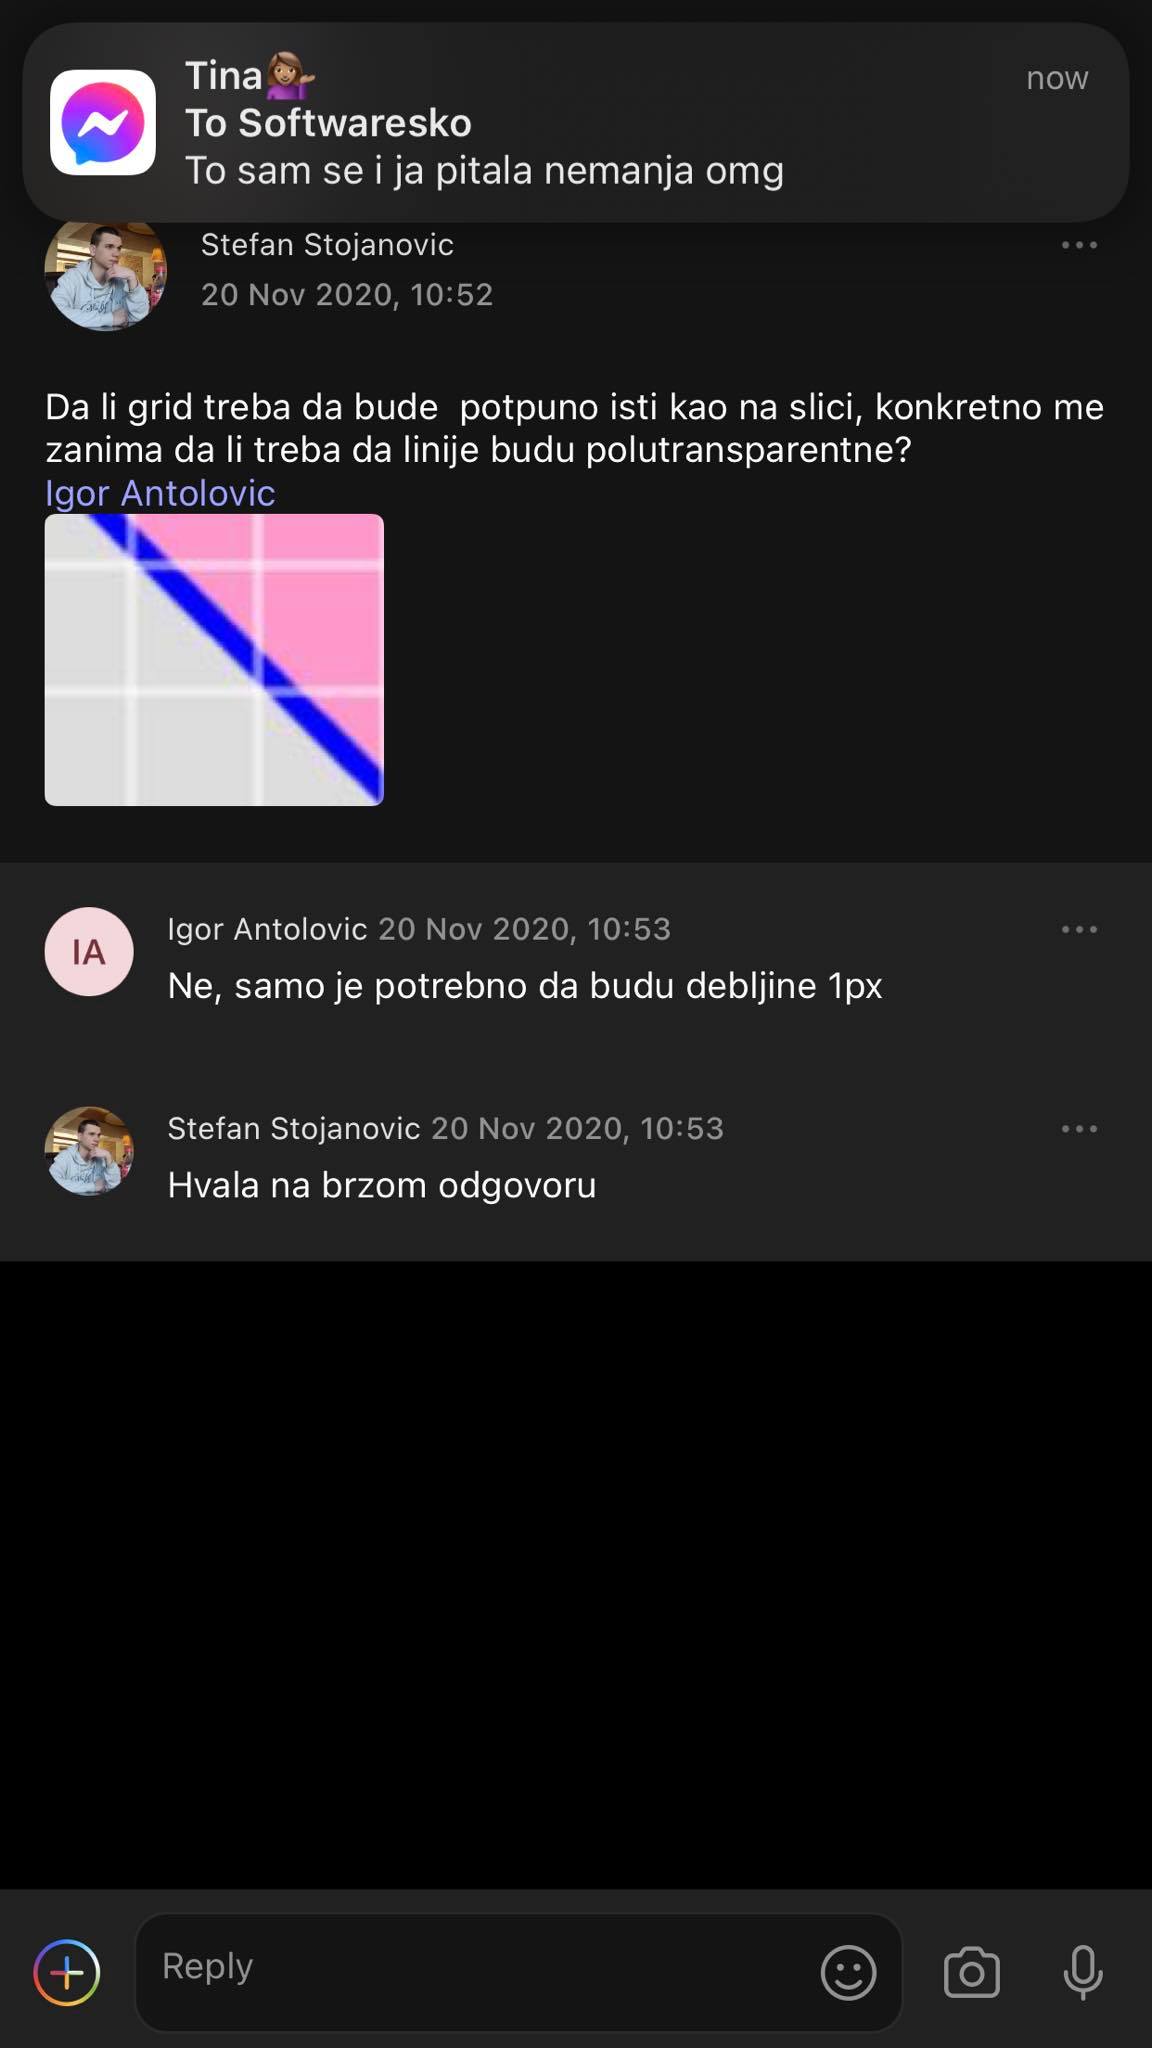 Tina💁🏽‍♀️
now
To Softwaresko
To sam se i ja pitala nemanja omg
Stefan Stojanovic
20 Nov 2020, 10:52
Da li grid treba da bude  potpuno isti kao na slici, konkretno me
zanima da li treba da linije budu polutransparentne?
Igor Antolovic
IA
Igor Antolovic 20 Nov 2020, 10:53
Ne, samo je potrebno da budu debljine 1px
Stefan Stojanovic 20 Nov 2020, 10:53
Hvala na brzom odgovoru
Reply